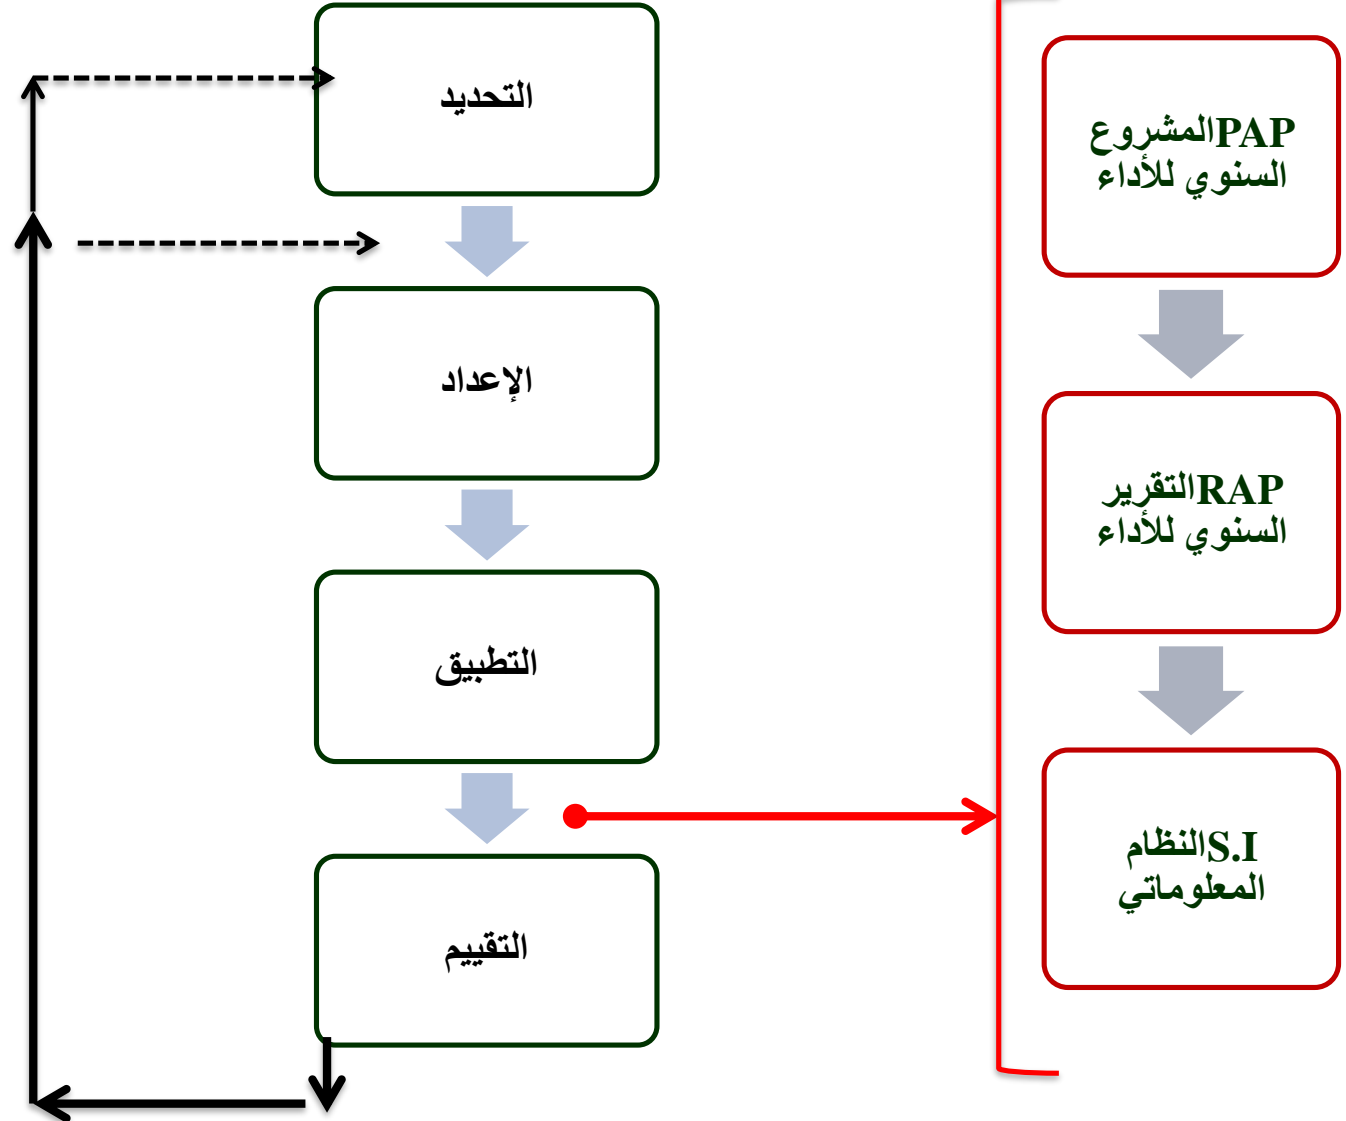 التحديد
الإعداد
التطبيق
التقييم
PAPالمشروع
السنوي للأداء
RAPالتقرير
السنوي للأداء
S.Iالنظام
المعلوماتي